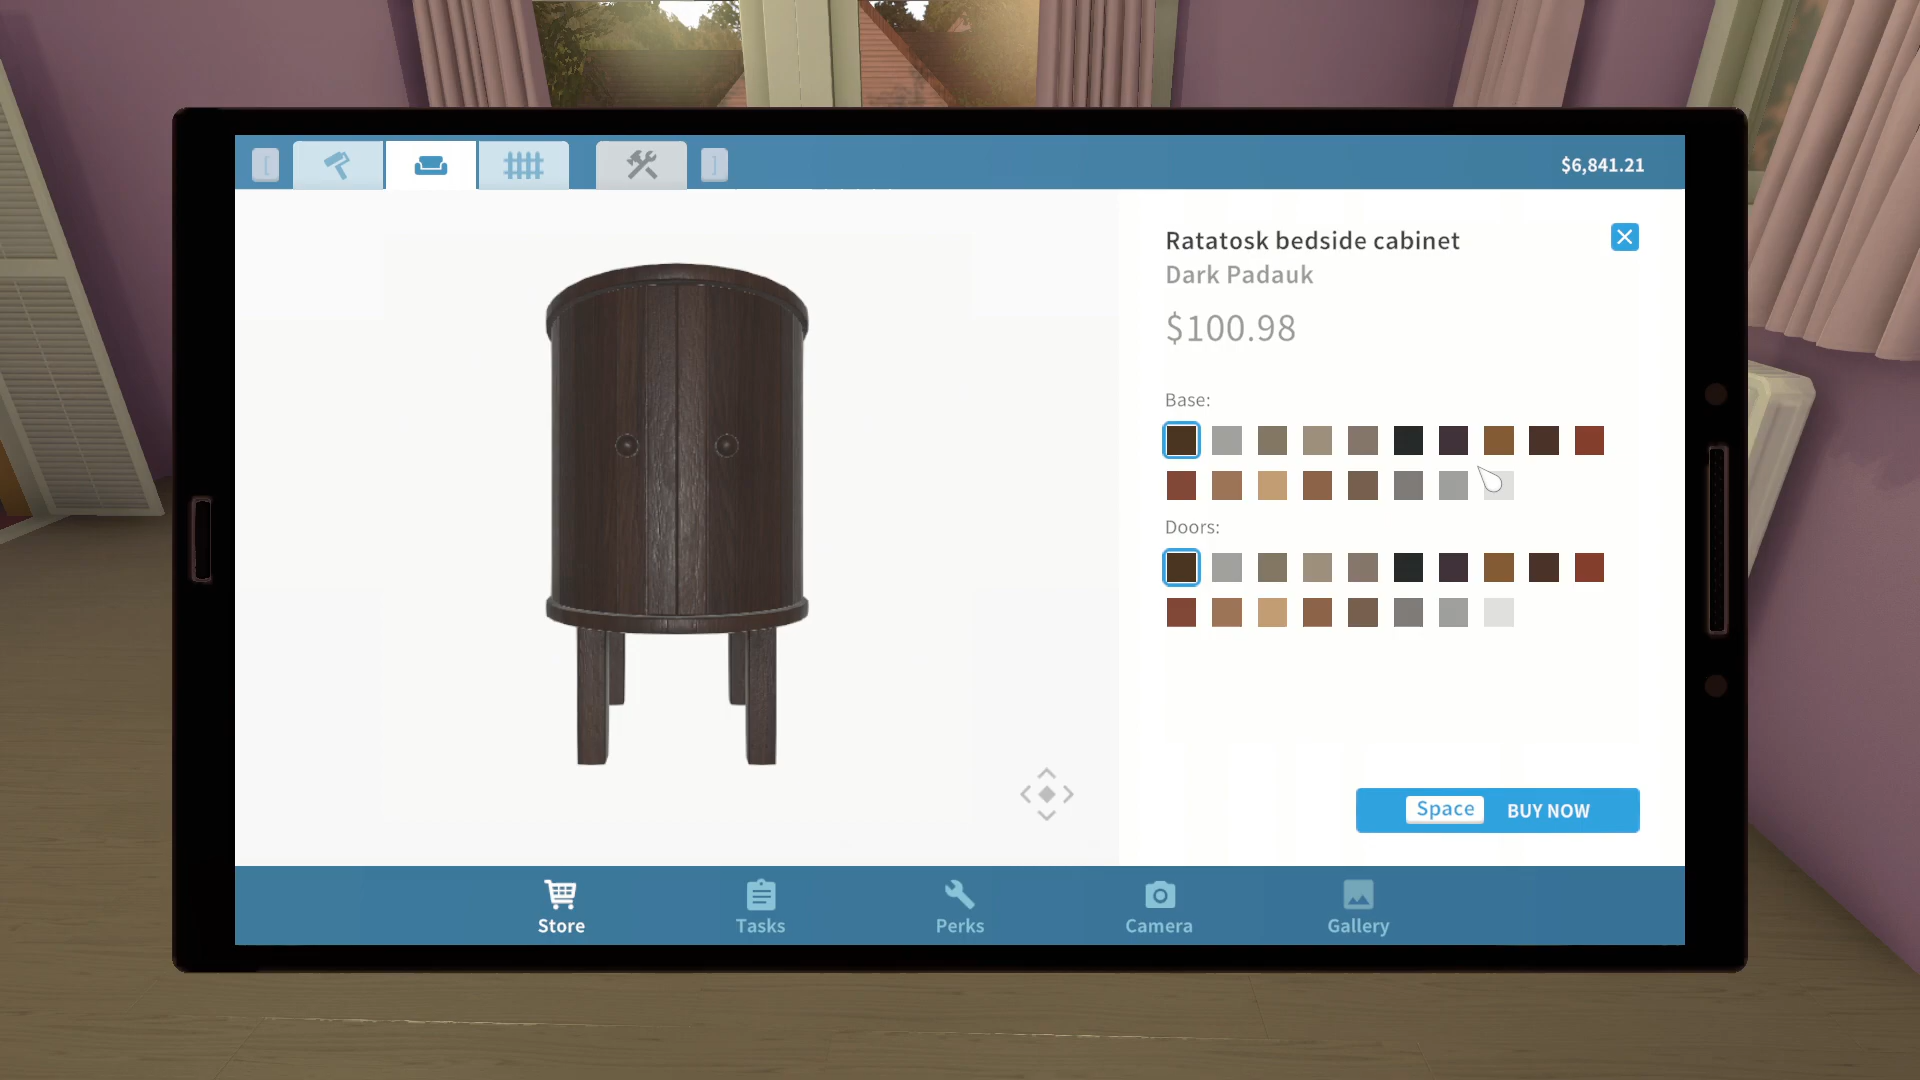 [
]
$6,841.21
Ratatosk bedside cabinet
Dark Padauk
$100.98
Base:
Doors:
Space BUY NOW
Store
Tasks
Perks
Camera
Gallery